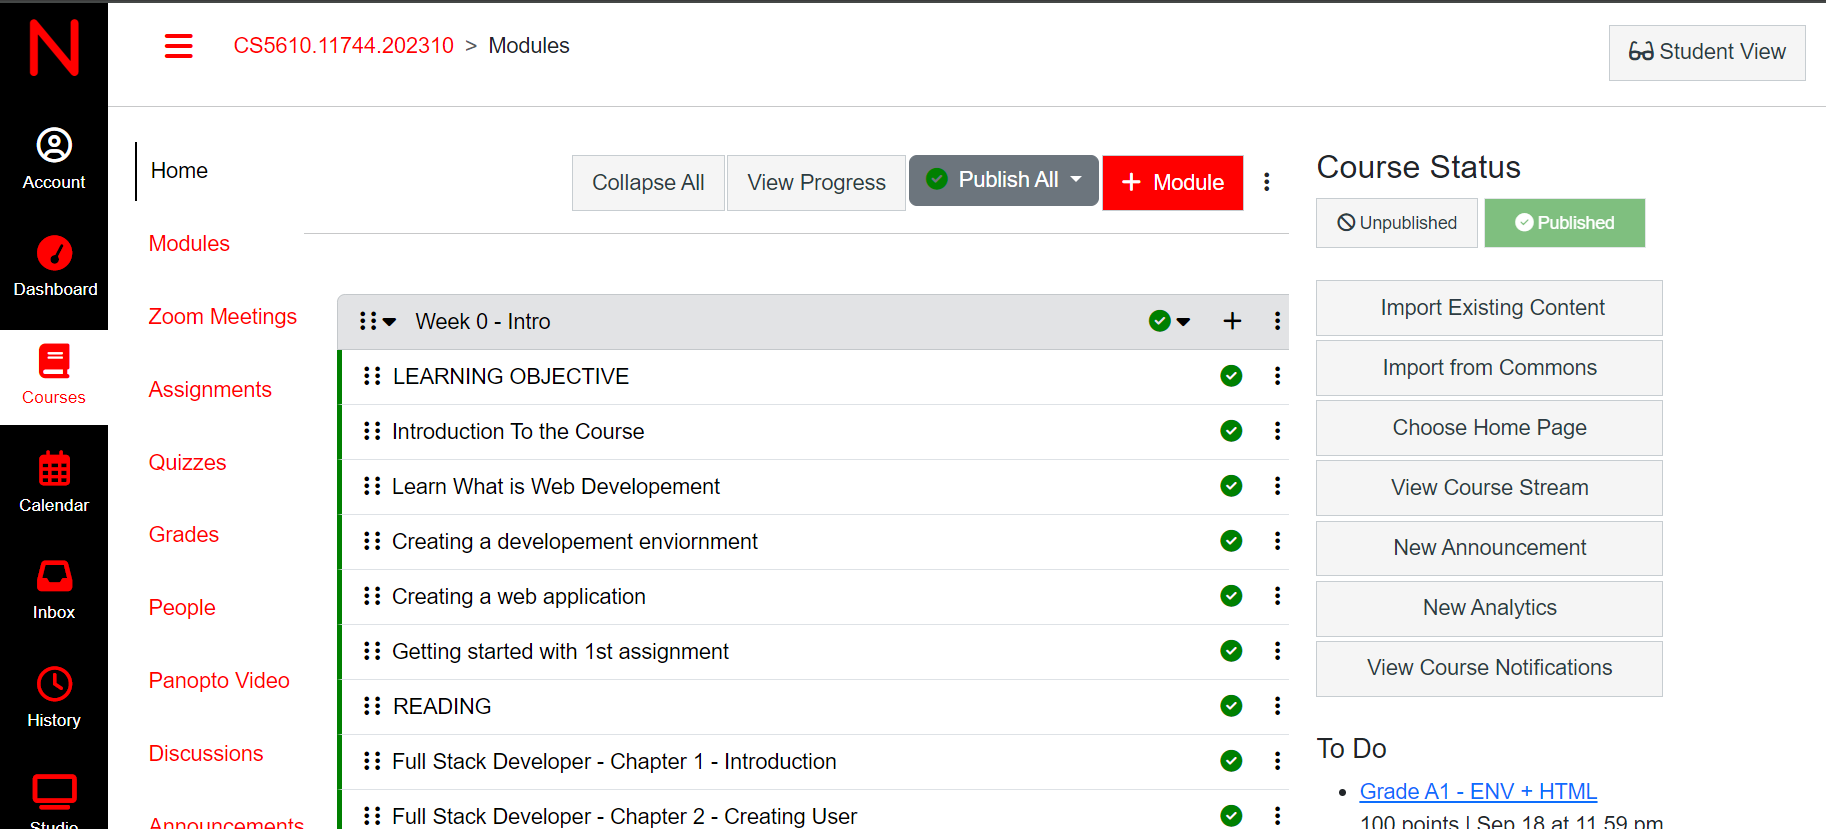 N
CS5610.11744.202310 > Modules
Student View
Account
Dashboard
Courses
Calendar
Inbox
History
Studio
Home
Modules
Zoom Meetings
Assignments
Quizzes
Grades
People
Panopto Video
Discussions
Announcements
Collapse All
View Progress
Publish All
+ Module
Week 0 - Intro
LEARNING OBJECTIVE
Introduction To the Course
Learn What is Web Developement
Creating a developement enviornment
Creating a web application
Getting started with 1st assignment
READING
Full Stack Developer - Chapter 1 - Introduction
Full Stack Developer - Chapter 2 - Creating User
Course Status
Unpublished
Published
Import Existing Content
Import from Commons
Choose Home Page
View Course Stream
New Announcement
New Analytics
View Course Notifications
To Do
Grade A1 - ENV + HTML
100 points | Sep 18 at 11.59 pm